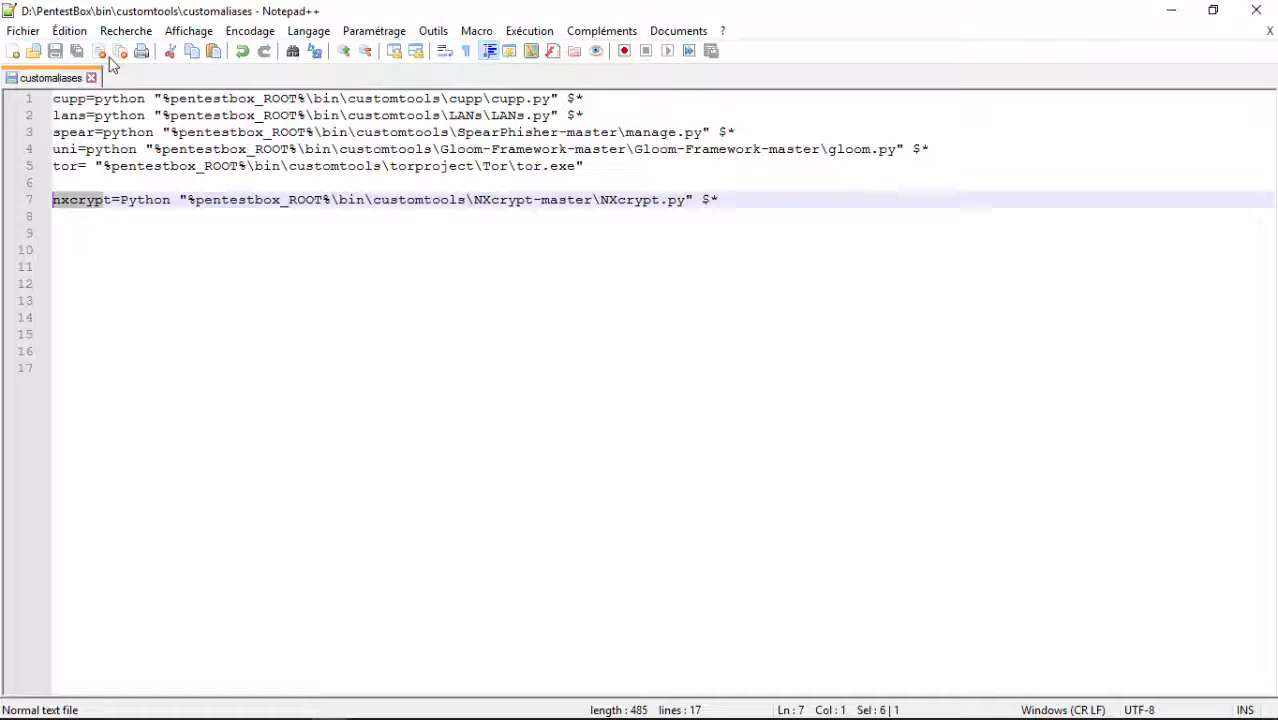 D:\PentestBox\bin\customtools\customaliases - Notepad++
Fichier Édition Recherche Affichage Encodage Langage Paramétrage Outils Macro Exécution Compléments Documents ? X
customaliases
1 cupp=python "%pentestbox_ROOT%\bin\customtools\cupp\cupp.py" $*
2 lans=python "%pentestbox_ROOT%\bin\customtools\LANs\LANs.py" $*
3 spear=python "%pentestbox_ROOT%\bin\customtools\SpearPhisher-master\manage.py" $*
4 uni=python "%pentestbox_ROOT%\bin\customtools\Gloom-Framework-master\Gloom-Framework-master\gloom.py" $*
5 tor= "%pentestbox_ROOT%\bin\customtools\torproject\Tor\tor.exe"
6
7 nxcrypt=Python "%pentestbox_ROOT%\bin\customtools\NXcrypt-master\NXcrypt.py" $*
8
9
10
11
12
13
14
15
16
17
Normal text file length : 485 lines : 17 Ln : 7 Col : 1 Sel : 6 | 1 Windows (CR LF) UTF-8 INS